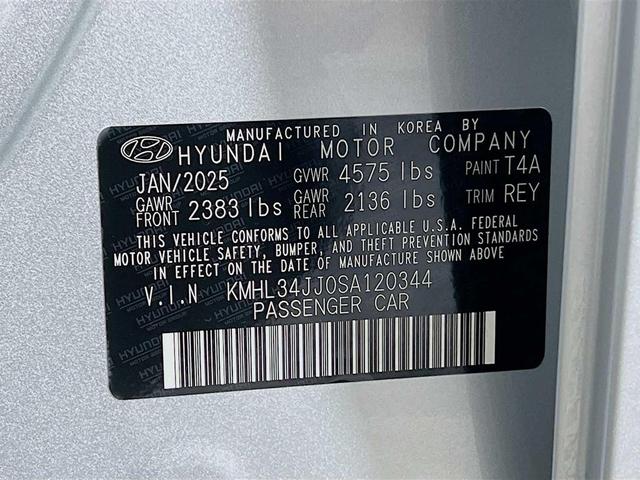 MANUFACTURED IN KOREA BY
HYUNDAI MOTOR COMPANY
JAN/2025 GVWR 4575 lbs PAINT T4A
GAWR FRONT 2383 lbs GAWR REAR 2136 lbs TRIM REY
THIS VEHICLE CONFORMS TO ALL APPLICABLE U.S.A. FEDERAL
MOTOR VEHICLE SAFETY, BUMPER, AND THEFT PREVENTION STANDARDS
IN EFFECT ON THE DATE OF MANUFACTURE SHOWN ABOVE
V.I.N KMHL34JJ0SA120344
PASSENGER CAR